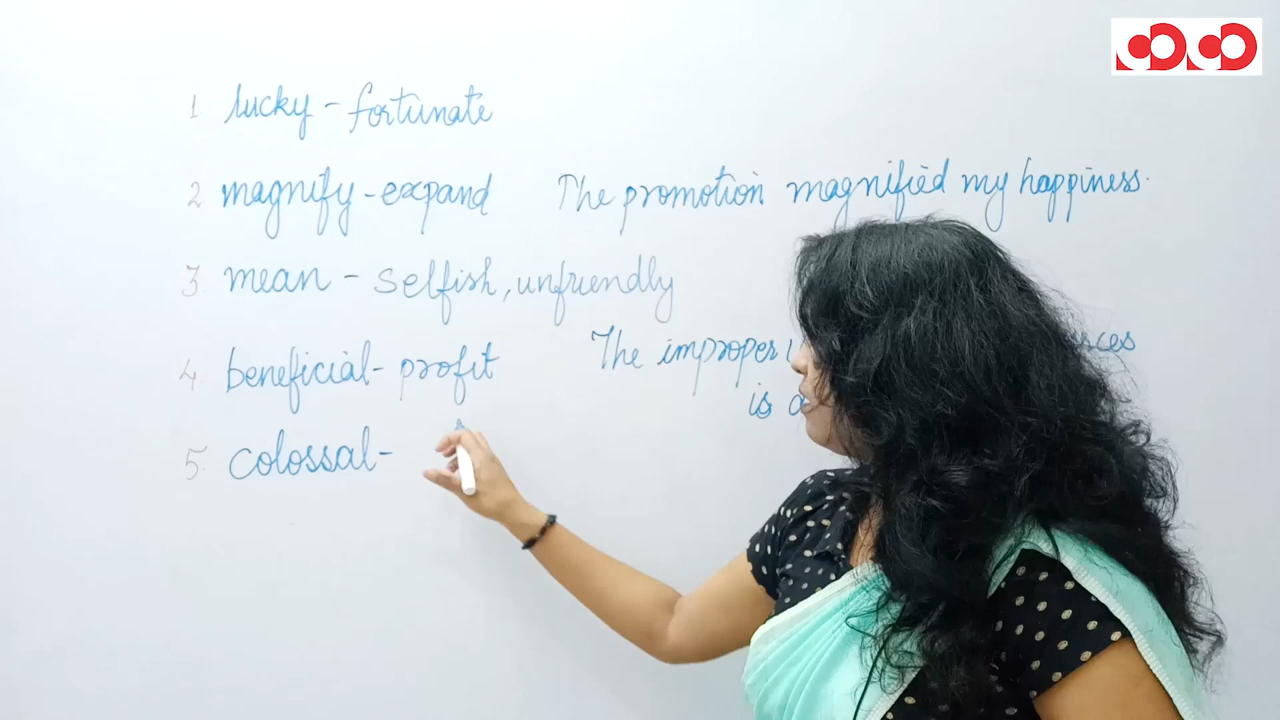 1 lucky - fortunate
2 magnify - expand The promotion magnified my happiness.
3 mean - selfish, unfriendly
4 beneficial - profit The improper
is
5. colossal -